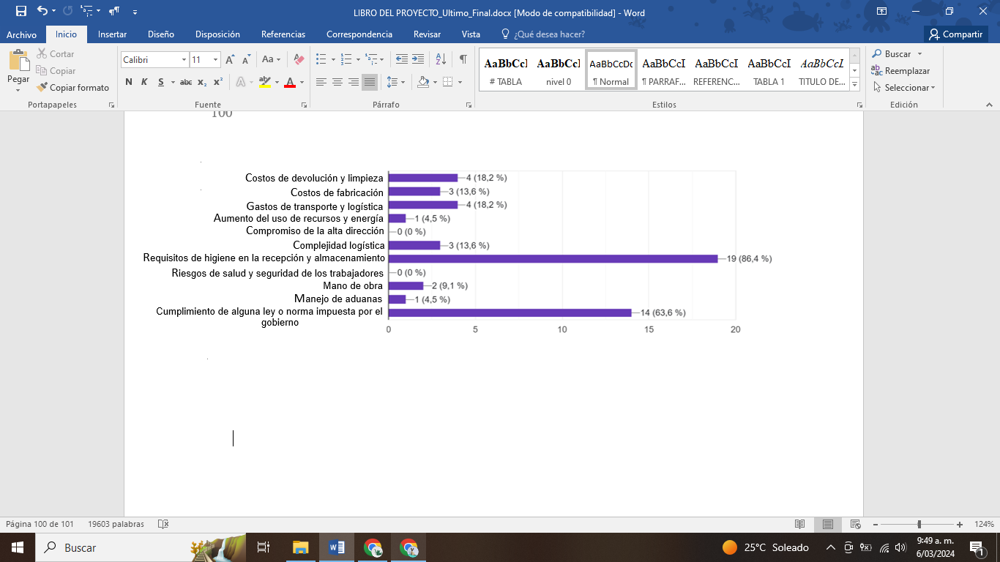 LIBRO DEL PROYECTO_Ultimo_Final.docx [Modo de compatibilidad] - Word
Archivo Inicio Insertar Diseño Disposición Referencias Correspondencia Revisar Vista ¿Qué desea hacer? Compartir
Pegar
Cortar
Copiar
Copiar formato
Portapapeles
Calibri 11 A A Aa
N K S abc x₂ x² A ab A
Fuente
Párrafo
AaBbCcI AaBbCcI AaBbCcDc AaBbCcI AaBbCcI AaBbCcI AaBbCcI
# TABLA nivel 0 ¶ Normal ¶ PARRAF... REFERENC... TABLA 1 TITULO DE...
Estilos
Buscar
Reemplazar
Seleccionar
Edición
100
Costos de devolución y limpieza 4 (18,2 %)
Costos de fabricación 3 (13,6 %)
Gastos de transporte y logística 4 (18,2 %)
Aumento del uso de recursos y energía 1 (4,5 %)
Compromiso de la alta dirección 0 (0 %)
Complejidad logística 3 (13,6 %)
Requisitos de higiene en la recepción y almacenamiento 19 (86,4 %)
Riesgos de salud y seguridad de los trabajadores 0 (0 %)
Mano de obra 2 (9,1 %)
Manejo de aduanas 1 (4,5 %)
Cumplimiento de alguna ley o norma impuesta por el
gobierno 14 (63,6 %)
0 5 10 15 20
Página 100 de 101 19603 palabras 124%
Buscar
25°C Soleado
9:49 a. m.
6/03/2024
1